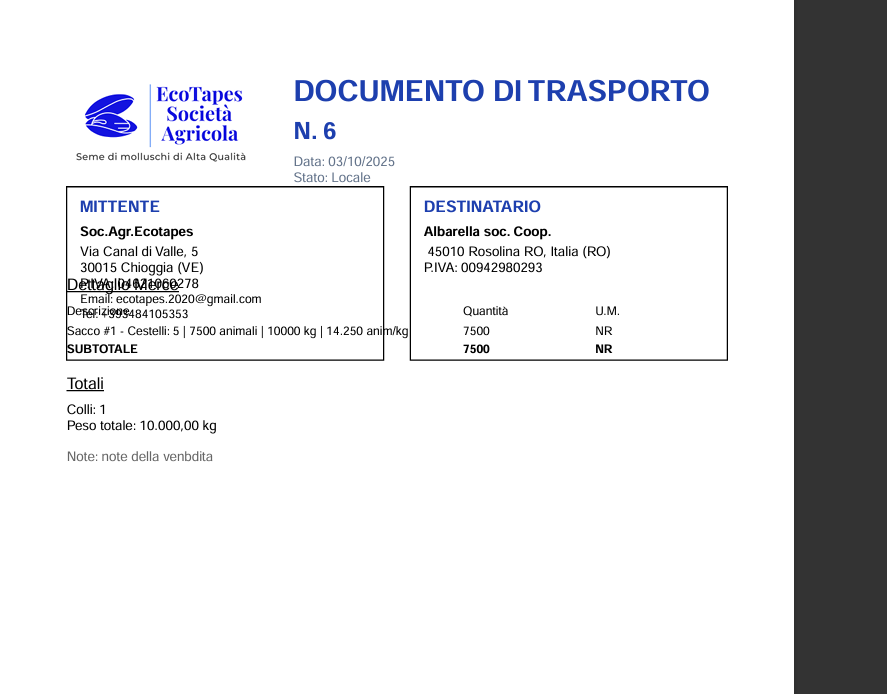 EcoTapes
Società
Agricola
Seme di molluschi di Alta Qualità
DOCUMENTO DI TRASPORTO
N. 6
Data: 03/10/2025
Stato: Locale
MITTENTE
Soc.Agr.Ecotapes
Via Canal di Valle, 5
30015 Chioggia (VE)
P.IVA: 04621060278
Email: ecotapes.2020@gmail.com
Tel: +393484105353
DESTINATARIO
Albarella soc. Coop.
45010 Rosolina RO, Italia (RO)
P.IVA: 00942980293
Dettaglio Merce
Descrizione Quantità U.M.
Sacco #1 - Cestelli: 5 | 7500 animali | 10000 kg | 14.250 anim/kg 7500 NR
SUBTOTALE 7500 NR
Totali
Colli: 1
Peso totale: 10.000,00 kg
Note: note della venbdita